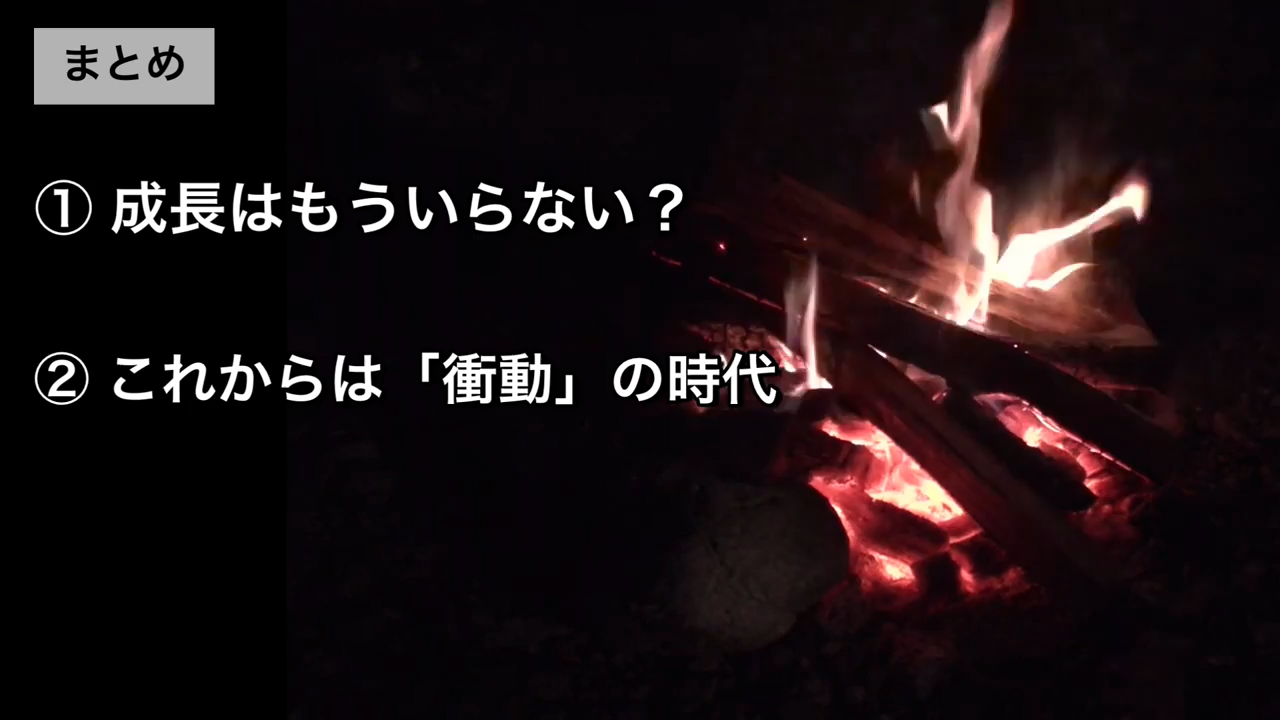 まとめ
① 成長はもういらない？
② これからは「衝動」の時代